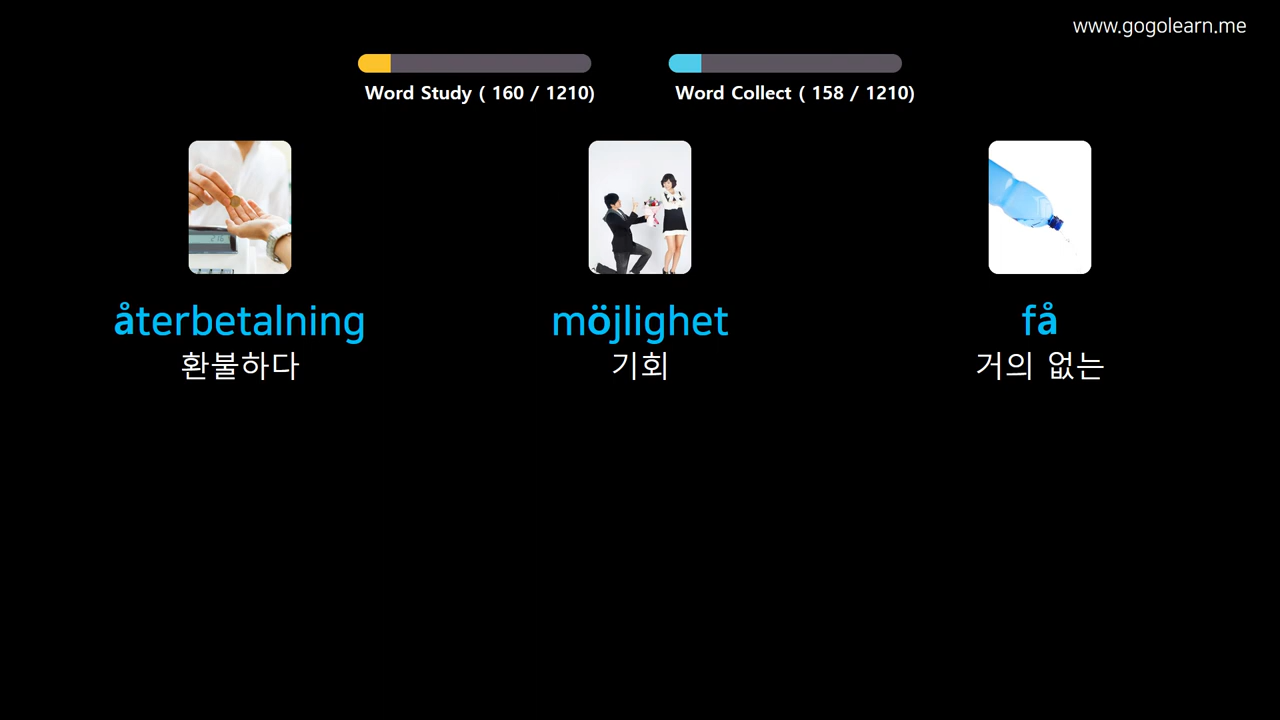 www.gogolearn.me
Word Study ( 160 / 1210)
Word Collect ( 158 / 1210)
återbetalning
환불하다
möjlighet
기회
få
거의 없는